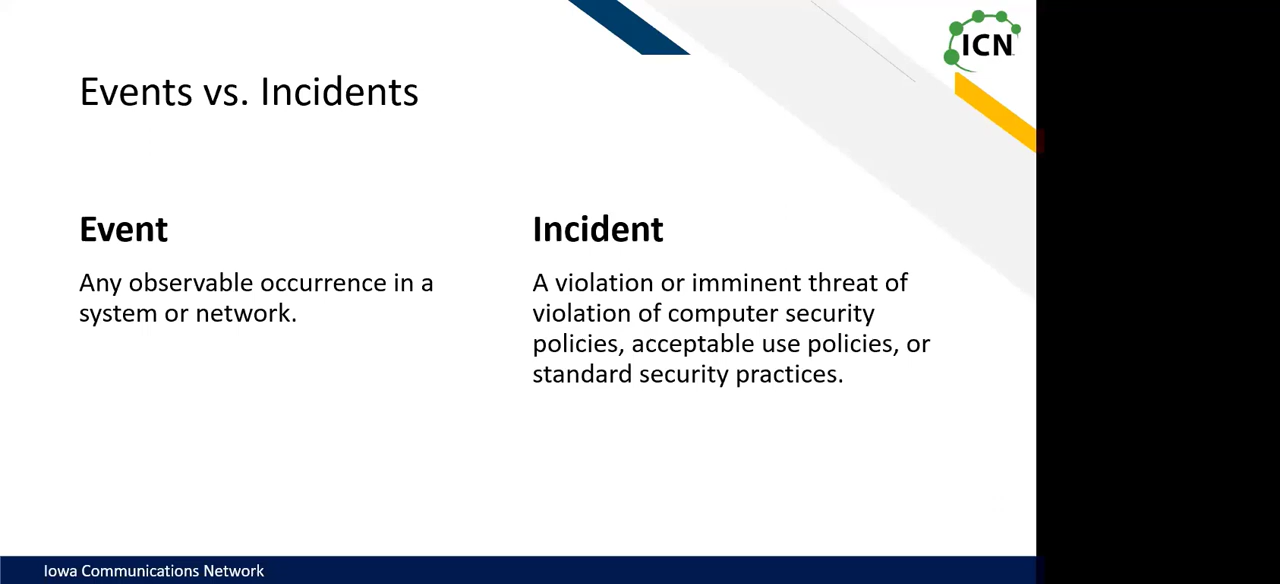 ICN
Events vs. Incidents
Event
Any observable occurrence in a
system or network.
Incident
A violation or imminent threat of
violation of computer security
policies, acceptable use policies, or
standard security practices.
Iowa Communications Network